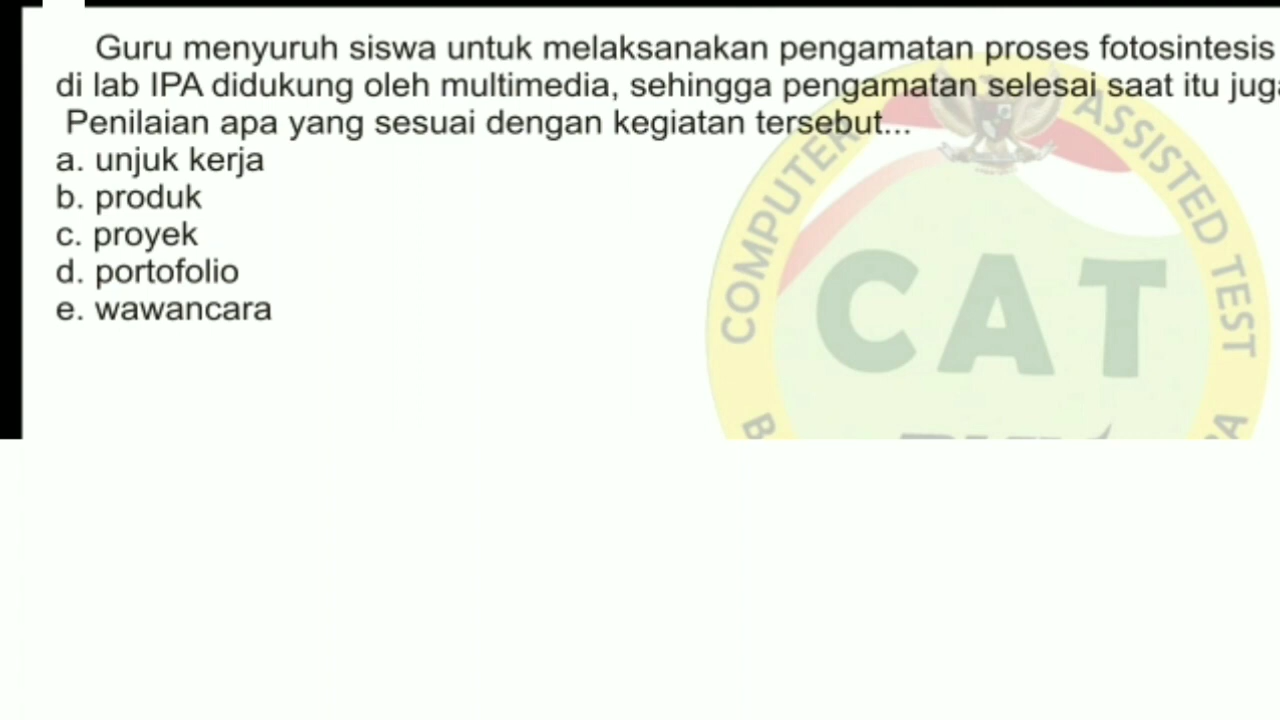 Guru menyuruh siswa untuk melaksanakan pengamatan proses fotosintesis
di lab IPA didukung oleh multimedia, sehingga pengamatan selesai saat itu
Penilaian apa yang sesuai dengan kegiatan tersebut...
a. unjuk kerja
b. produk
c. proyek
d. portofolio
e. wawancara
COMPUTER ASSISTED TEST
CAT